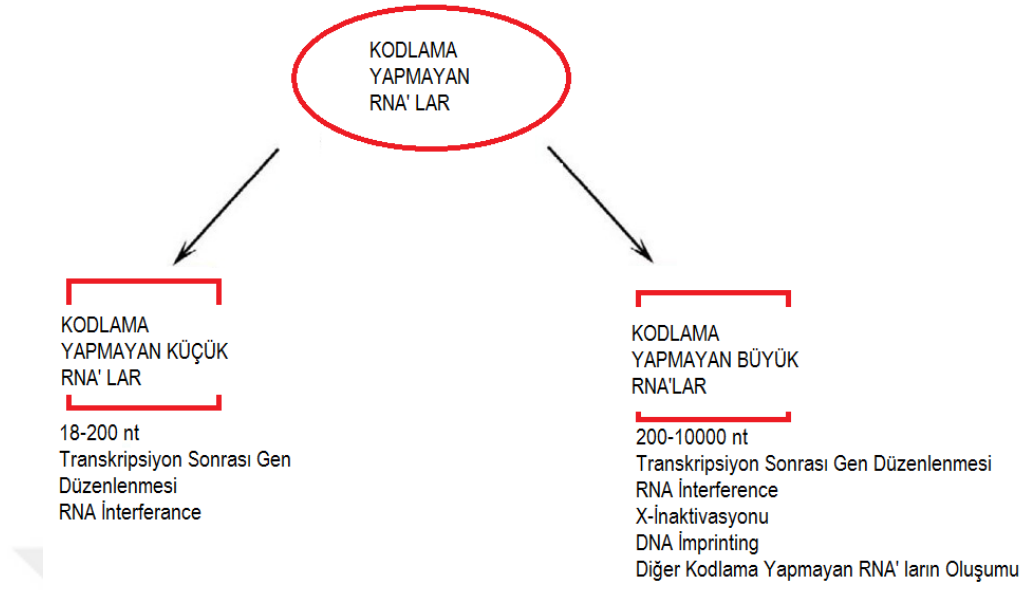 KODLAMA
YAPMAYAN
RNA' LAR
KODLAMA
YAPMAYAN KÜÇÜK
RNA' LAR
18-200 nt
Transkripsiyon Sonrası Gen
Düzenlenmesi
RNA İnterferance
KODLAMA
YAPMAYAN BÜYÜK
RNA'LAR
200-10000 nt
Transkripsiyon Sonrası Gen Düzenlenmesi
RNA İnterference
X-İnaktivasyonu
DNA İmprinting
Diğer Kodlama Yapmayan RNA' ların Oluşumu